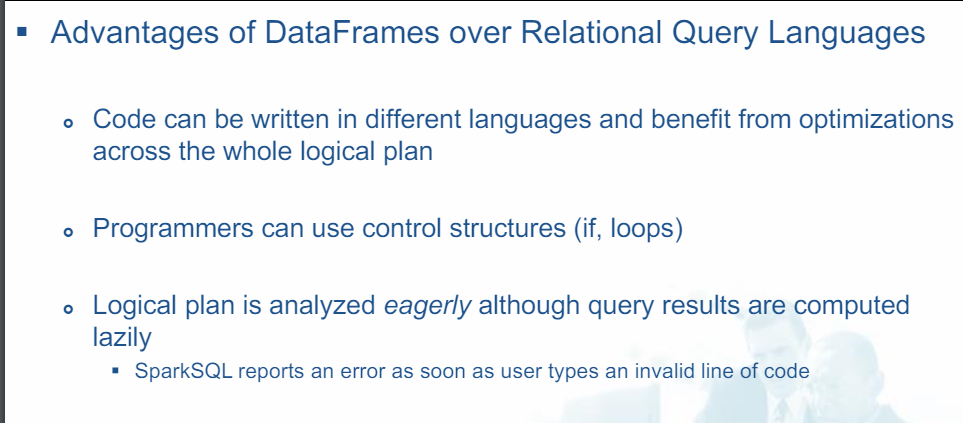 ▪ Advantages of DataFrames over Relational Query Languages
o Code can be written in different languages and benefit from optimizations
across the whole logical plan
o Programmers can use control structures (if, loops)
o Logical plan is analyzed eagerly although query results are computed
lazily
▪ SparkSQL reports an error as soon as user types an invalid line of code